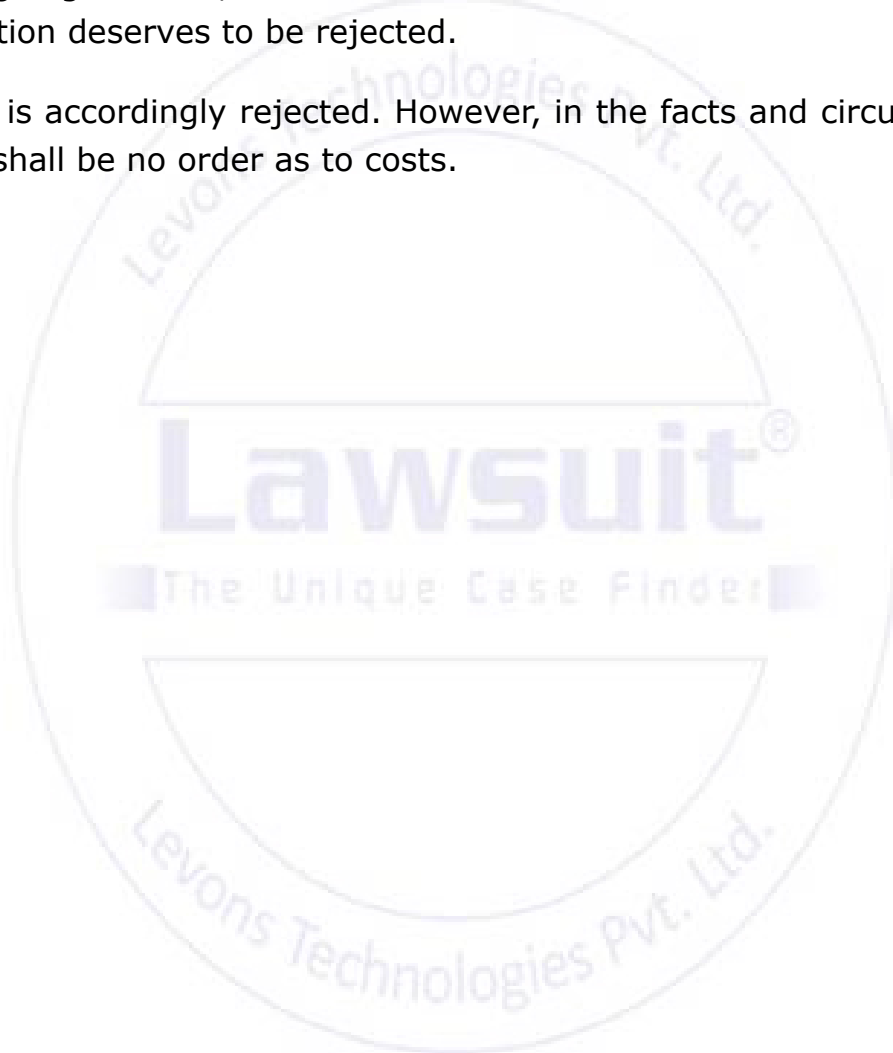 tion deserves to be rejected.
is accordingly rejected. However, in the facts and circu
shall be no order as to costs.
Levons Technologies Pvt. Ltd.
Lawsuit®
The Unique Case Finder
Levons Technologies Pvt. Ltd.